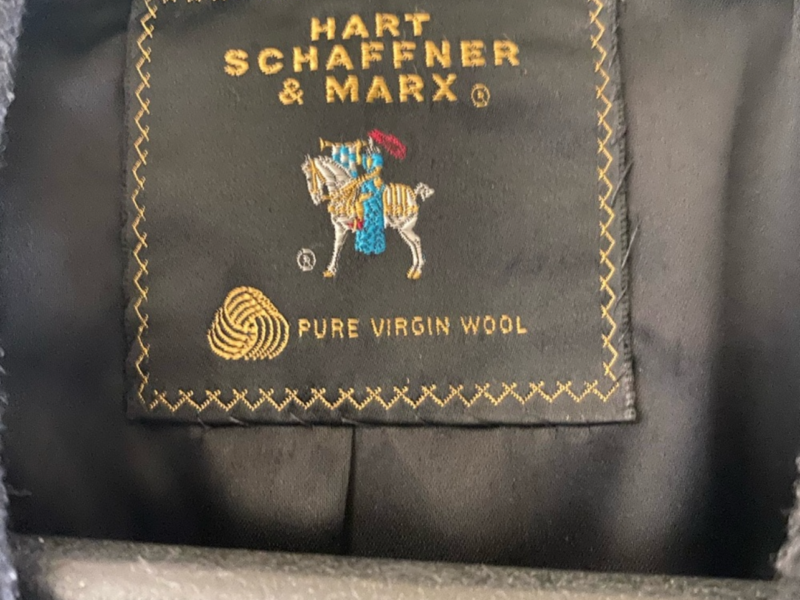 HART
SCHAFFNER
& MARX ®
®
PURE VIRGIN WOOL